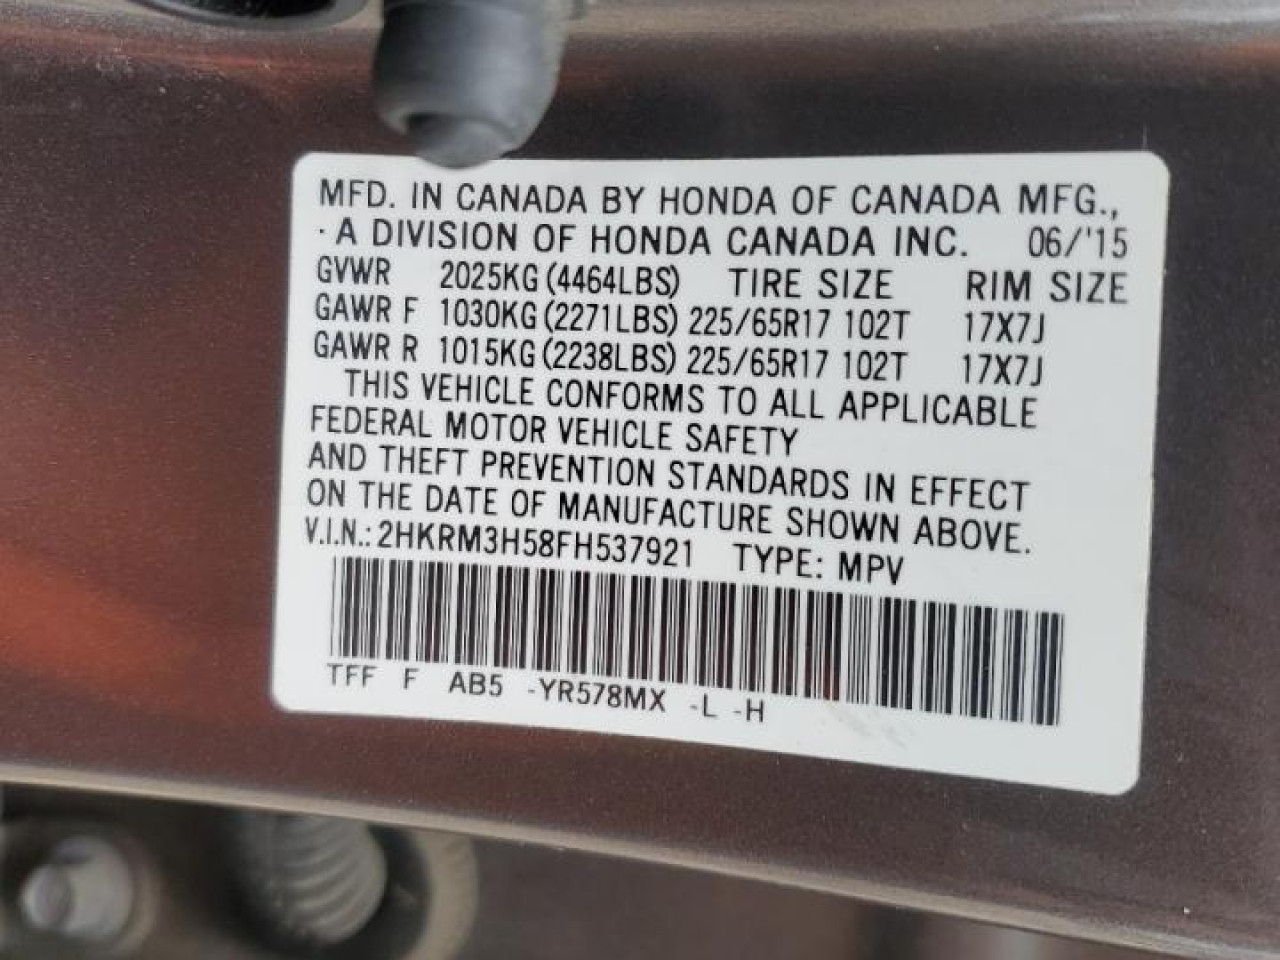 MFD. IN CANADA BY HONDA OF CANADA MFG.,
· A DIVISION OF HONDA CANADA INC. 06/'15
GVWR 2025KG (4464LBS) TIRE SIZE RIM SIZE
GAWR F 1030KG (2271LBS) 225/65R17 102T 17X7J
GAWR R 1015KG (2238LBS) 225/65R17 102T 17X7J
THIS VEHICLE CONFORMS TO ALL APPLICABLE
FEDERAL MOTOR VEHICLE SAFETY
AND THEFT PREVENTION STANDARDS IN EFFECT
ON THE DATE OF MANUFACTURE SHOWN ABOVE.
V.I.N.: 2HKRM3H58FH537921 TYPE: MPV
TFF F AB5 -YR578MX -L -H